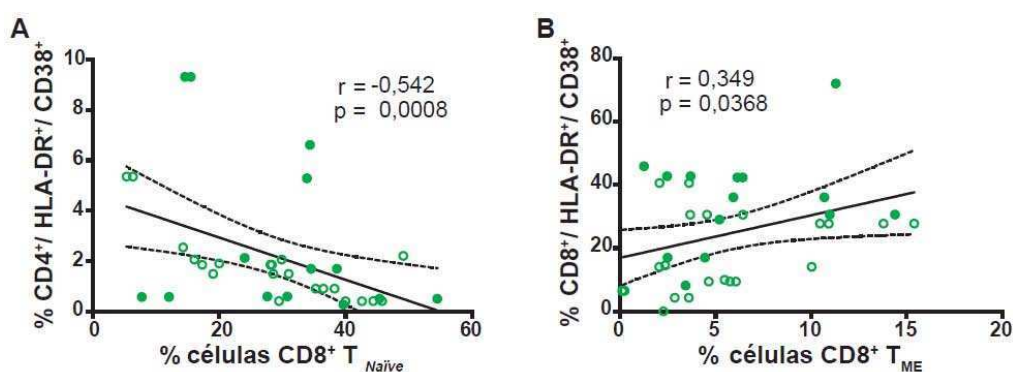 A
% CD4⁺/ HLA-DR⁺/ CD38⁺
10
8
6
4
2
0
r = -0,542
p = 0,0008
0 20 40 60
% células CD8⁺ T Naïve
B
% CD8⁺/ HLA-DR⁺/ CD38⁺
80
60
40
20
0
r = 0,349
p = 0,0368
0 5 10 15 20
% células CD8⁺ T ME